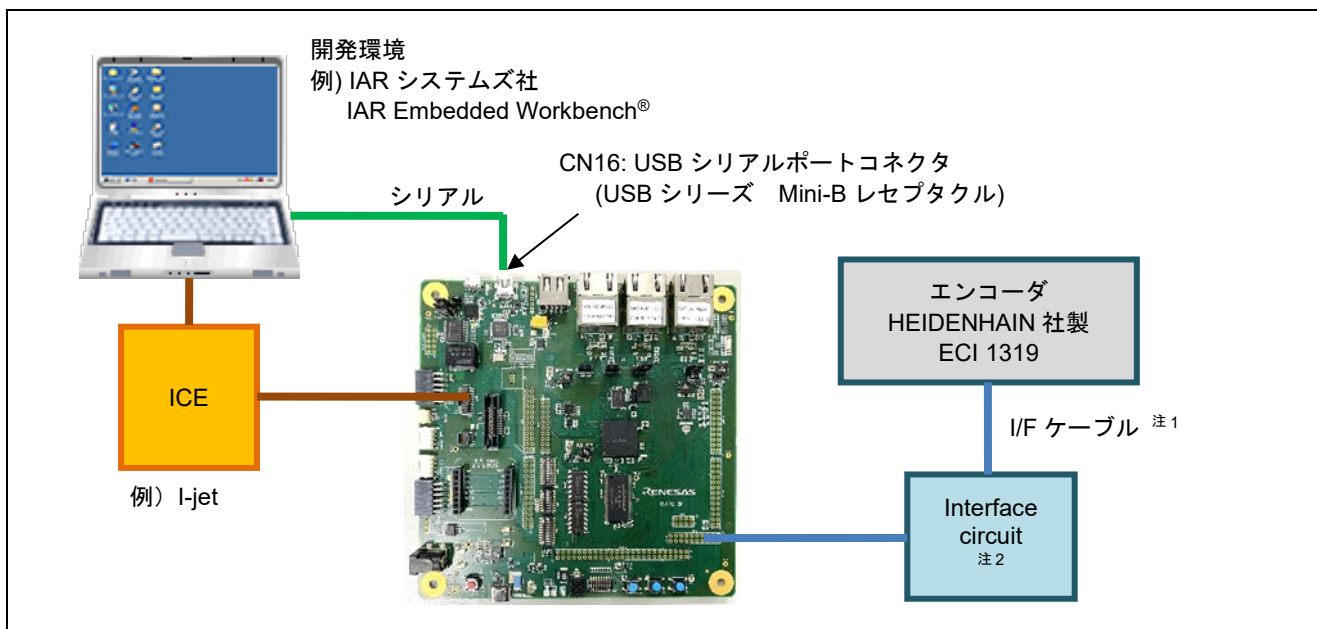 開発環境
例) IAR システムズ社
IAR Embedded Workbench®
CN16: USB シリアルポートコネクタ
(USB シリーズ　Mini-B レセプタクル)
シリアル
エンコーダ
HEIDENHAIN 社製
ECI 1319
ICE
I/F ケーブル 注 1
例）I-jet
RENESAS
Interface
circuit
注 2